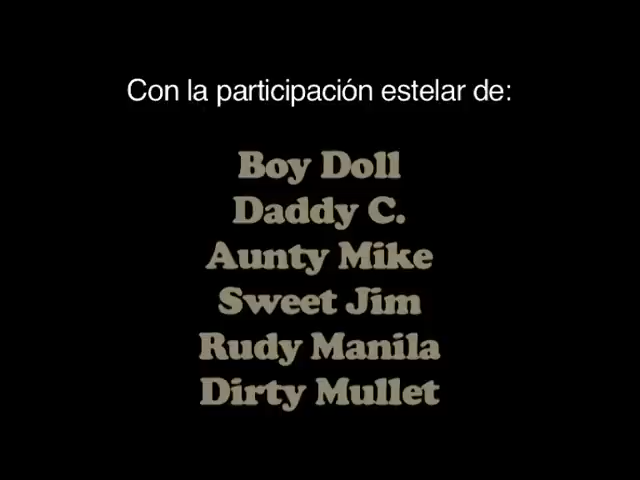 Con la participación estelar de:
Boy Doll
Daddy C.
Aunty Mike
Sweet Jim
Rudy Manila
Dirty Mullet